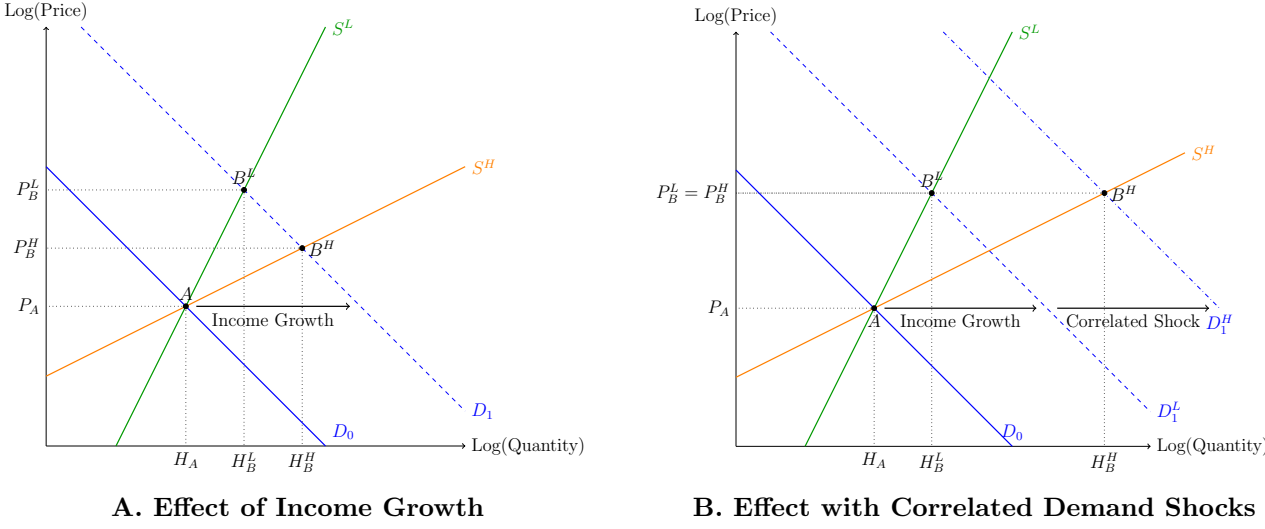 Log(Price)
S^L
P_B^L
B^L
S^H
P_B^H
B^H
P_A
A
Income Growth
D_1
D_0
Log(Quantity)
H_A
H_B^L
H_B^H
A. Effect of Income Growth
Log(Price)
S^L
S^H
P_B^L = P_B^H
B^L
B^H
P_A
A
Income Growth
Correlated Shock
D_1^H
D_1^L
D_0
Log(Quantity)
H_A
H_B^L
H_B^H
B. Effect with Correlated Demand Shocks